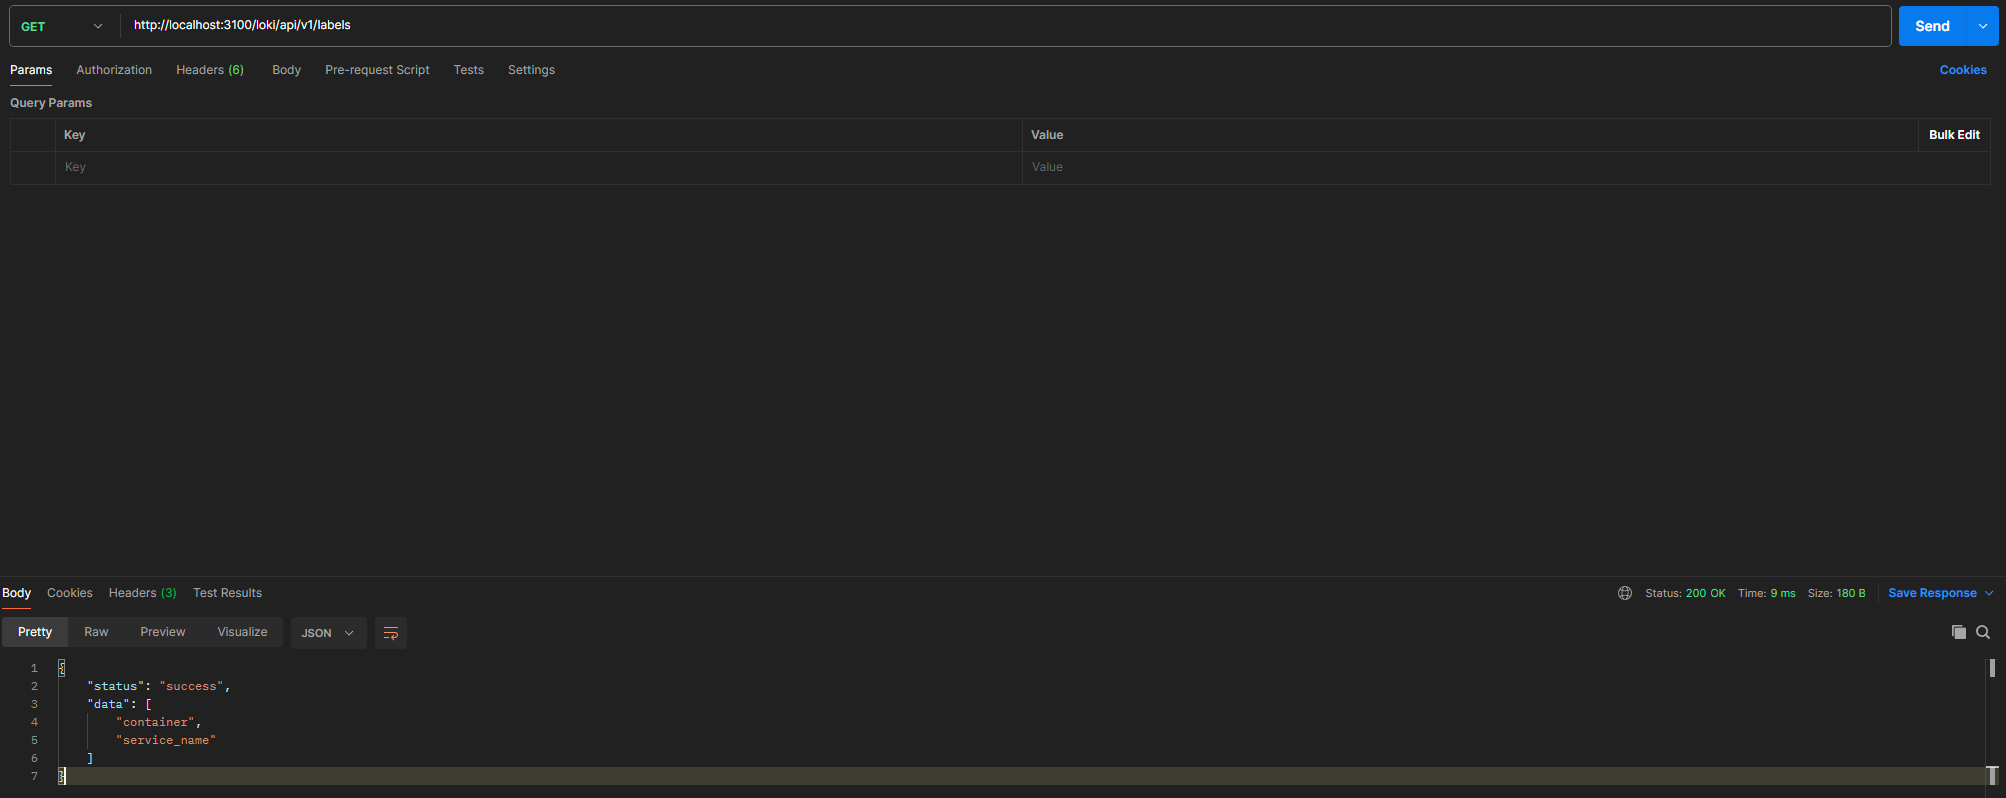 GET http://localhost:3100/loki/api/v1/labels Send
Params Authorization Headers (6) Body Pre-request Script Tests Settings Cookies
Query Params
Key Value Bulk Edit
Key Value
Body Cookies Headers (3) Test Results Status: 200 OK Time: 9 ms Size: 180 B Save Response
Pretty Raw Preview Visualize JSON
1 {
2 "status": "success",
3 "data": [
4 "container",
5 "service_name"
6 ]
7 }